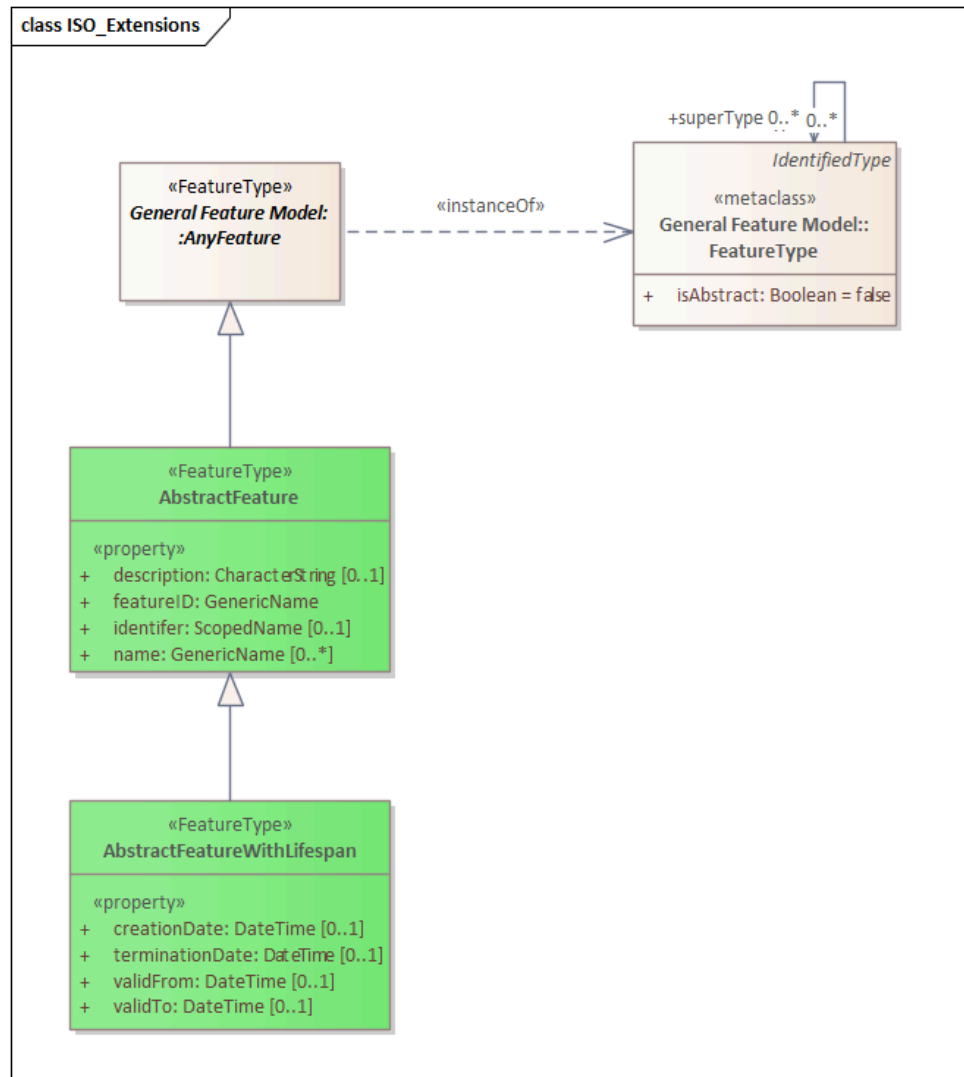 class ISO_Extensions
+superType 0..* 0..*
IdentifiedType
«metaclass»
General Feature Model::
FeatureType
+ isAbstract: Boolean = false
«instanceOf»
«FeatureType»
General Feature Model:
:AnyFeature
«FeatureType»
AbstractFeature
«property»
+ description: CharacterString [0..1]
+ featureID: GenericName
+ identifer: ScopedName [0..1]
+ name: GenericName [0..*]
«FeatureType»
AbstractFeatureWithLifespan
«property»
+ creationDate: DateTime [0..1]
+ terminationDate: DateTime [0..1]
+ validFrom: DateTime [0..1]
+ validTo: DateTime [0..1]